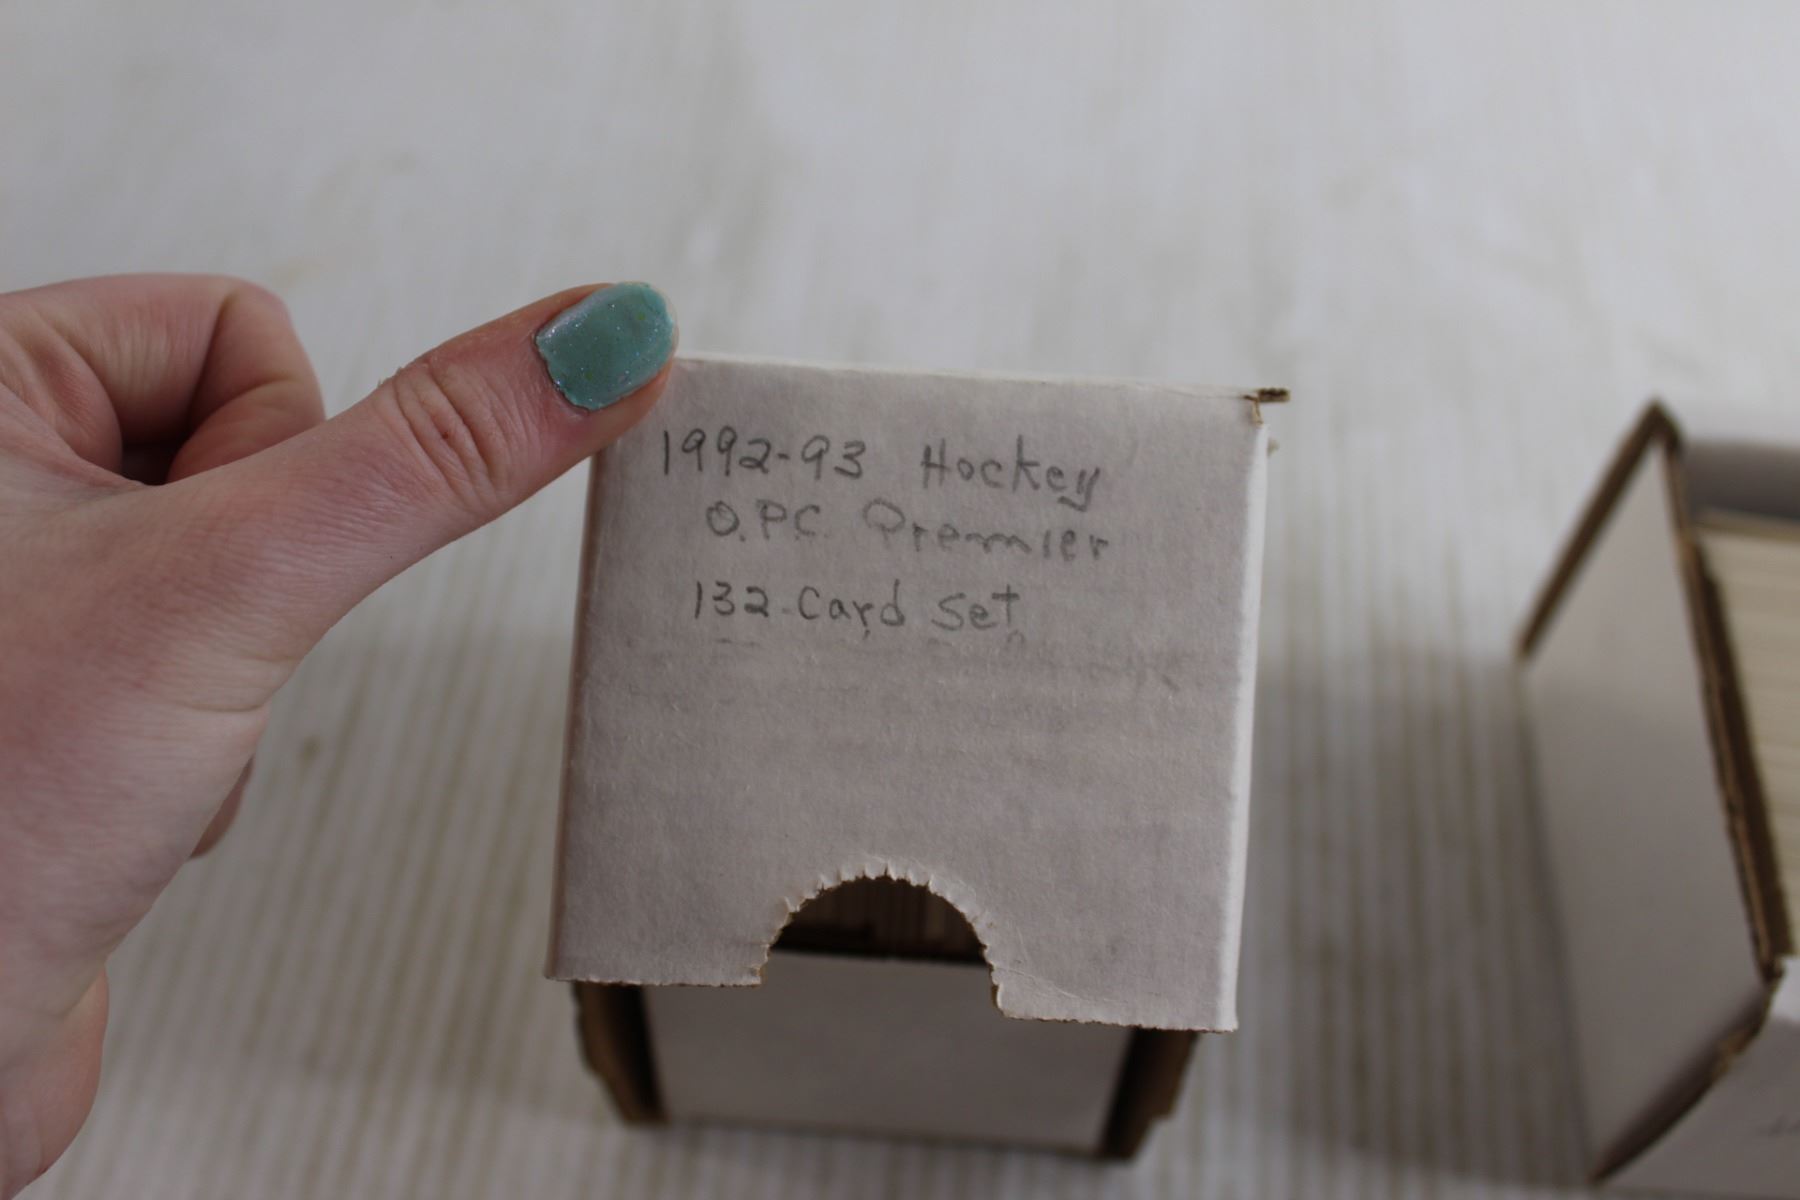 1992-93 Hockey
O.P.C. Premier
132-Card Set